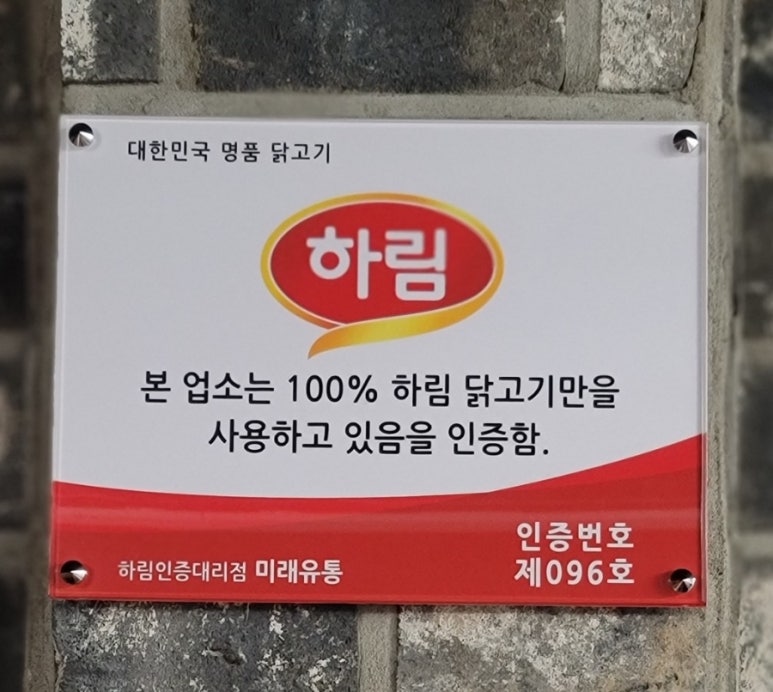 대한민국 명품 닭고기
하림
본 업소는 100% 하림 닭고기만을
사용하고 있음을 인증함.
인증번호
하림인증대리점 미래유통 제096호